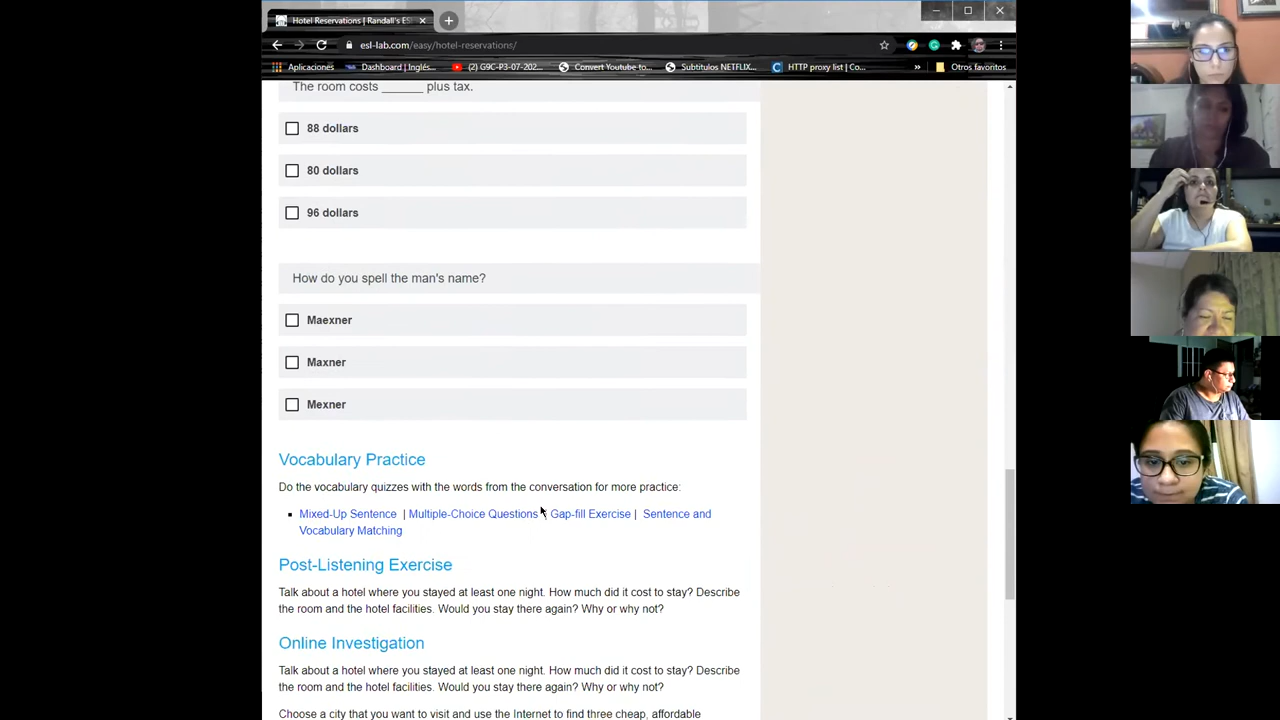 Hotel Reservations | Randall's ES
esl-lab.com/easy/hotel-reservations/
Aplicaciones
Dashboard | Inglés...
(2) G9C-P3-07-202...
Convert Youtube to...
Subtitulos NETFLIX...
HTTP proxy list | Co...
»
Otros favoritos
The room costs ______ plus tax.
88 dollars
80 dollars
96 dollars
How do you spell the man's name?
Maexner
Maxner
Mexner
Vocabulary Practice
Do the vocabulary quizzes with the words from the conversation for more practice:
Mixed-Up Sentence | Multiple-Choice Questions | Gap-fill Exercise | Sentence and
Vocabulary Matching
Post-Listening Exercise
Talk about a hotel where you stayed at least one night. How much did it cost to stay? Describe
the room and the hotel facilities. Would you stay there again? Why or why not?
Online Investigation
Talk about a hotel where you stayed at least one night. How much did it cost to stay? Describe
the room and the hotel facilities. Would you stay there again? Why or why not?
Choose a city that you want to visit and use the Internet to find three cheap, affordable